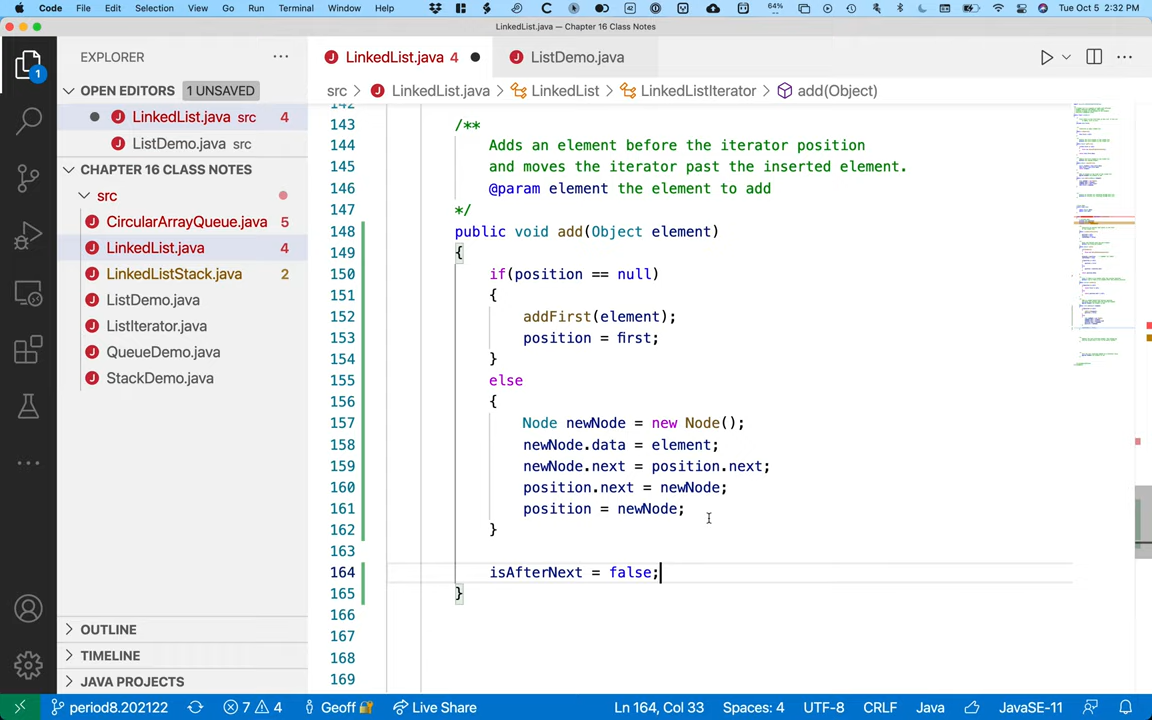 Code File Edit Selection View Go Run Terminal Window Help 64% Tue Oct 5 2:32 PM
LinkedList.java — Chapter 16 Class Notes
EXPLORER
LinkedList.java 4
ListDemo.java
OPEN EDITORS 1 UNSAVED
LinkedList.java src 4
ListDemo.java src
CHAPTER 16 CLASS NOTES
src
CircularArrayQueue.java 5
LinkedList.java 4
LinkedListStack.java 2
ListDemo.java
ListIterator.java
QueueDemo.java
StackDemo.java
OUTLINE
TIMELINE
JAVA PROJECTS
1
src > LinkedList.java > LinkedList > LinkedListIterator > add(Object)
142
143 /**
144 Adds an element before the iterator position
145 and moves the iterator past the inserted element.
146 @param element the element to add
147 */
148 public void add(Object element)
149 {
150 if(position == null)
151 {
152 addFirst(element);
153 position = first;
154 }
155 else
156 {
157 Node newNode = new Node();
158 newNode.data = element;
159 newNode.next = position.next;
160 position.next = newNode;
161 position = newNode;
162 }
163
164 isAfterNext = false;
165 }
166
167
168
169
period8.202122 7 4 Geoff Live Share Ln 164, Col 33 Spaces: 4 UTF-8 CRLF Java JavaSE-11